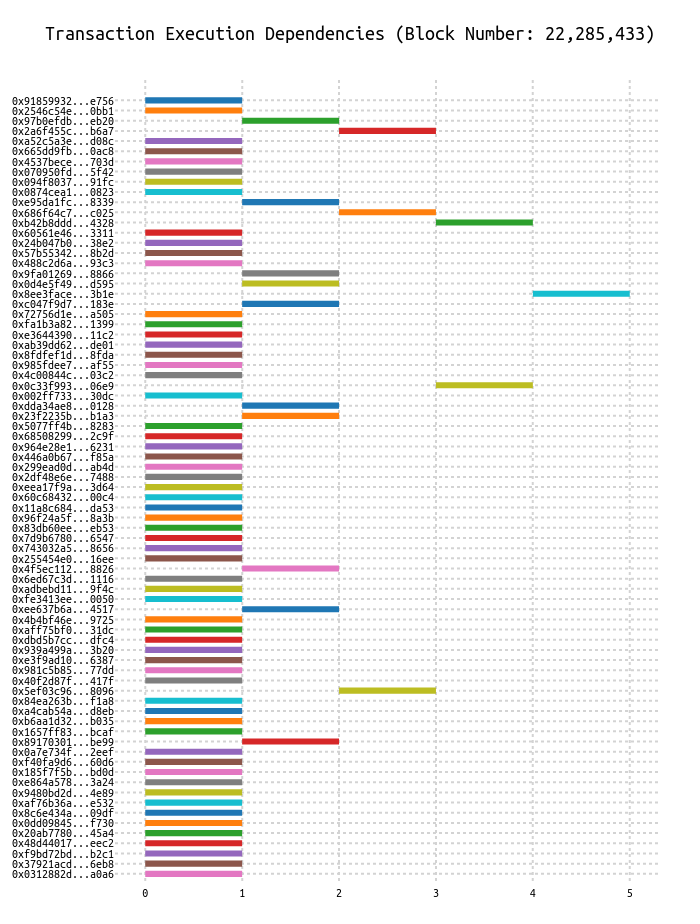 Transaction Execution Dependencies (Block Number: 22,285,433)
0x91859932...e756
0x2546c54e...0bb1
0x97b0efdb...eb20
0x2a6f455c...b6a7
0xa52c5a3e...d08c
0x665dd9fb...0ac8
0x4537bece...703d
0x070950fd...5f42
0x094f8037...91fc
0x0874cea1...0823
0xe95da1fc...8339
0x686f64c7...c025
0xb42b8ddd...4328
0x60561e46...3311
0x24b047b0...38e2
0x57b55342...8b2d
0x488c2d6a...93c3
0x9fa01269...8866
0x0d4e5f49...d595
0x8ee3face...3b1e
0xc047f9d7...183e
0x72756d1e...a505
0xfa1b3a82...1399
0xe3644390...11c2
0xab39dd62...de01
0x8fdfef1d...8fda
0x985fdee7...af55
0x4c00844c...03c2
0x0c33f993...06e9
0x002ff733...30dc
0xdda34ae8...0128
0x23f2235b...b1a3
0x5077ff4b...8283
0x68508299...2c9f
0x964e28e1...6231
0x446a0b67...f85a
0x299ead0d...ab4d
0x2df48e6e...7488
0xeea17f9a...3d64
0x60c68432...00c4
0x11a8c684...da53
0x96f24a5f...8a3b
0x83db60ee...eb53
0x7d9b6780...6547
0x743032a5...8656
0x255454e0...16ee
0x4f5ec112...8826
0x6ed67c3d...1116
0xadbebd11...9f4c
0xfe3413ee...0050
0xee637b6a...4517
0x4b4bf46e...9725
0xaff75bf0...31dc
0xdbd5b7cc...dfc4
0x939a499a...3b20
0xe3f9ad10...6387
0x981c5b85...77dd
0x40f2d87f...417f
0x5ef03c96...8096
0x84ea263b...f1a8
0xa4cab54a...d8eb
0xb6aa1d32...b035
0x1657ff83...bcaf
0x89170301...be99
0x0a7e734f...2eef
0xf40fa9d6...60d6
0x185f7f5b...bd0d
0xe864a578...3a24
0x9480bd2d...4e89
0xaf76b36a...e532
0x8c6e434a...09df
0x0dd09845...f730
0x20ab7780...45a4
0x48d44017...eec2
0xf9bd72bd...b2c1
0x37921acd...6eb8
0x0312882d...a0a6
0 1 2 3 4 5